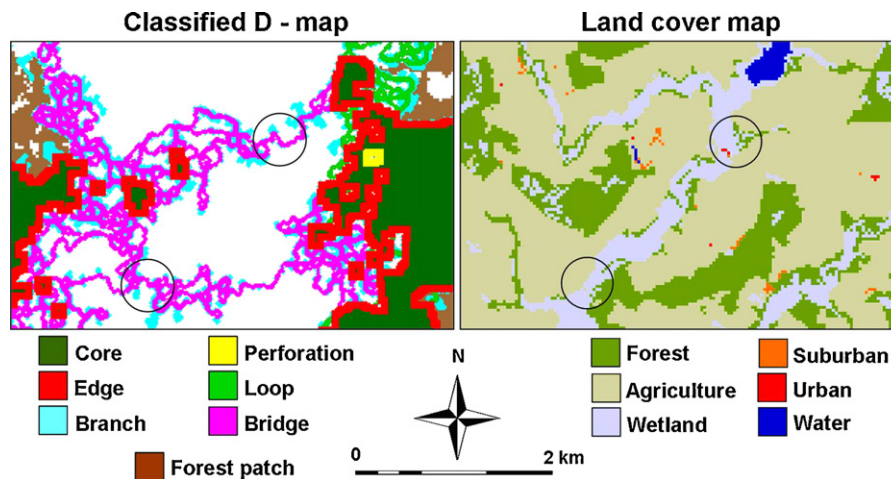 Classified D - map
Land cover map
Core
Edge
Branch
Perforation
Loop
Bridge
Forest patch
N
0
2 km
Forest
Agriculture
Wetland
Suburban
Urban
Water